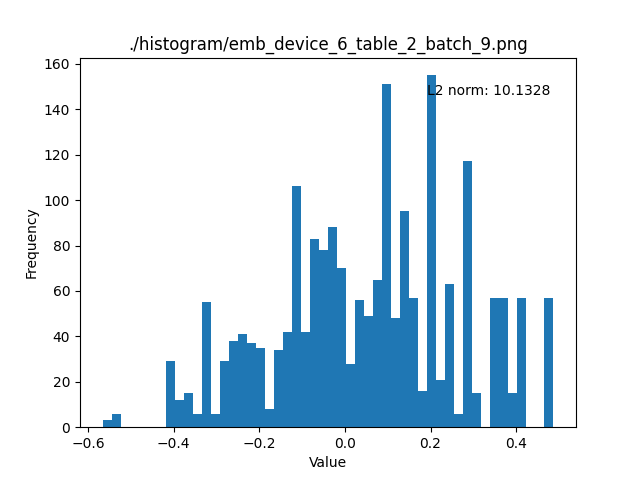 ./histogram/emb_device_6_table_2_batch_9.png
160
140
120
100
80
60
40
20
0
Frequency
L2 norm: 10.1328
−0.6 −0.4 −0.2 0.0 0.2 0.4
Value